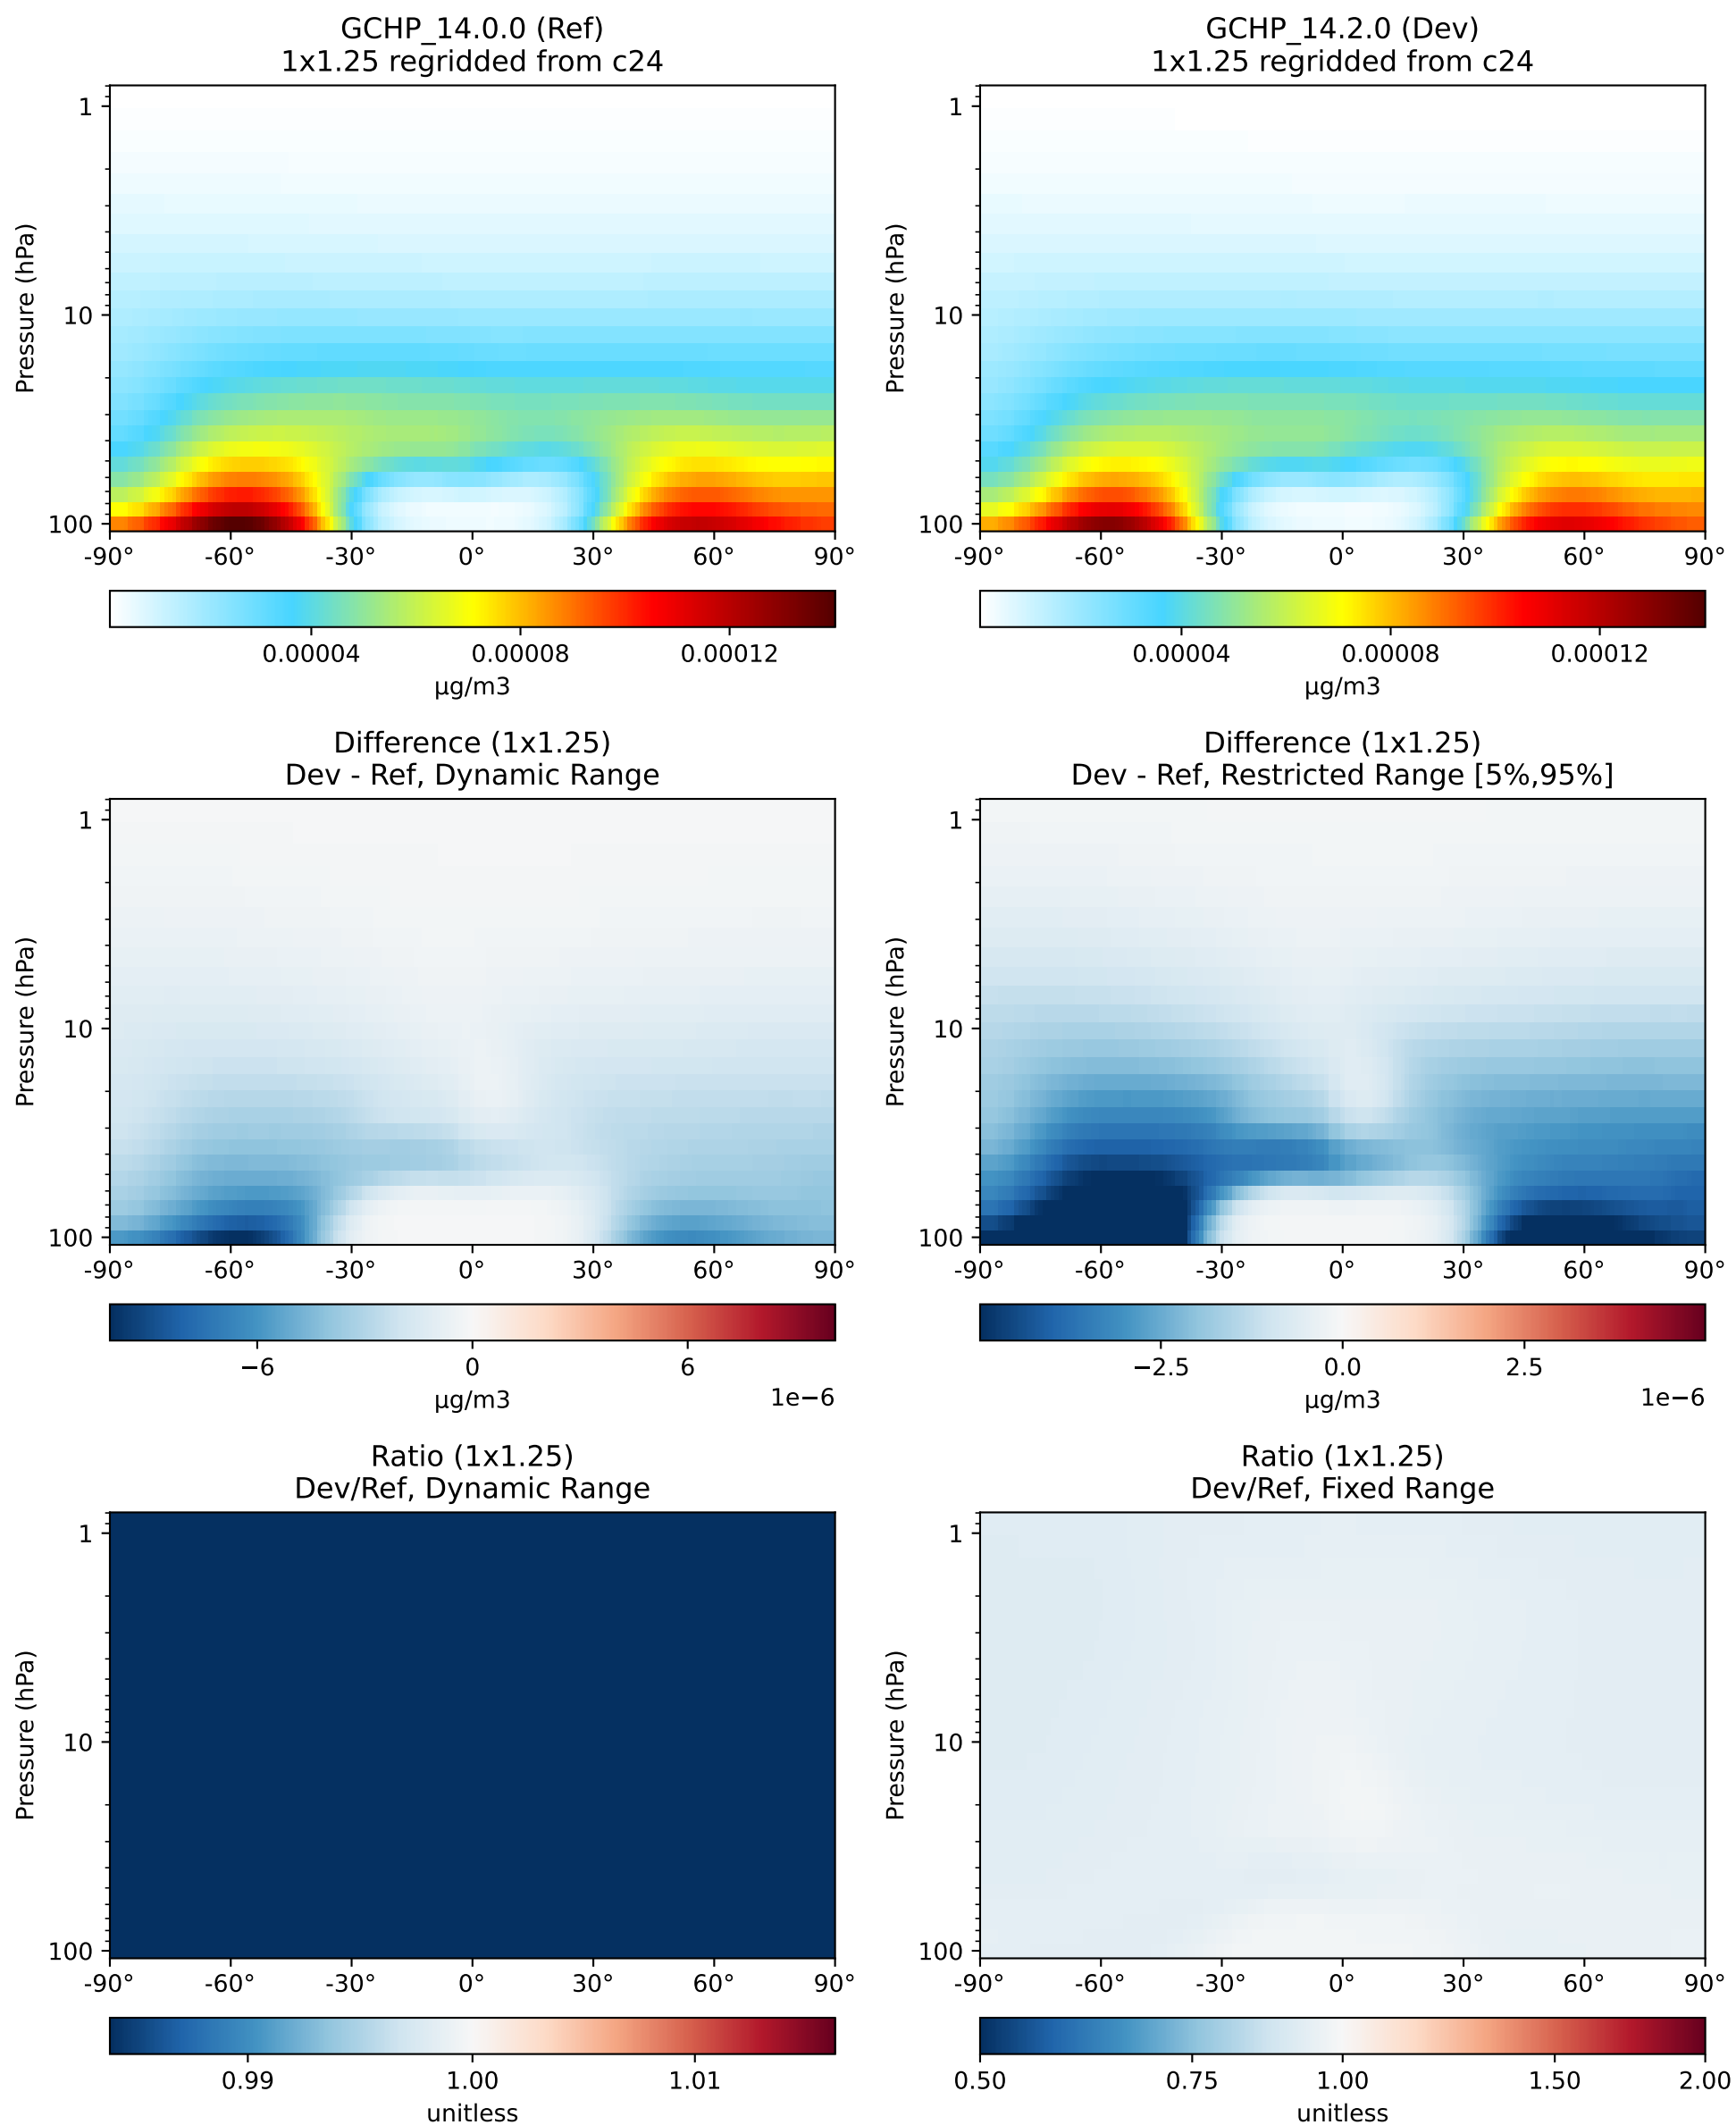 GCHP_14.0.0 (Ref)
1x1.25 regridded from c24
Pressure (hPa)
1
10
100
-90° -60° -30° 0° 30° 60° 90°
0.00004 0.00008 0.00012
µg/m3
GCHP_14.2.0 (Dev)
1x1.25 regridded from c24
Pressure (hPa)
1
10
100
-90° -60° -30° 0° 30° 60° 90°
0.00004 0.00008 0.00012
µg/m3
Difference (1x1.25)
Dev - Ref, Dynamic Range
Pressure (hPa)
1
10
100
-90° -60° -30° 0° 30° 60° 90°
−6 0 6
µg/m3 1e−6
Difference (1x1.25)
Dev - Ref, Restricted Range [5%,95%]
Pressure (hPa)
1
10
100
-90° -60° -30° 0° 30° 60° 90°
−2.5 0.0 2.5
µg/m3 1e−6
Ratio (1x1.25)
Dev/Ref, Dynamic Range
Pressure (hPa)
1
10
100
-90° -60° -30° 0° 30° 60° 90°
0.99 1.00 1.01
unitless
Ratio (1x1.25)
Dev/Ref, Fixed Range
Pressure (hPa)
1
10
100
-90° -60° -30° 0° 30° 60° 90°
0.50 0.75 1.00 1.50 2.00
unitless